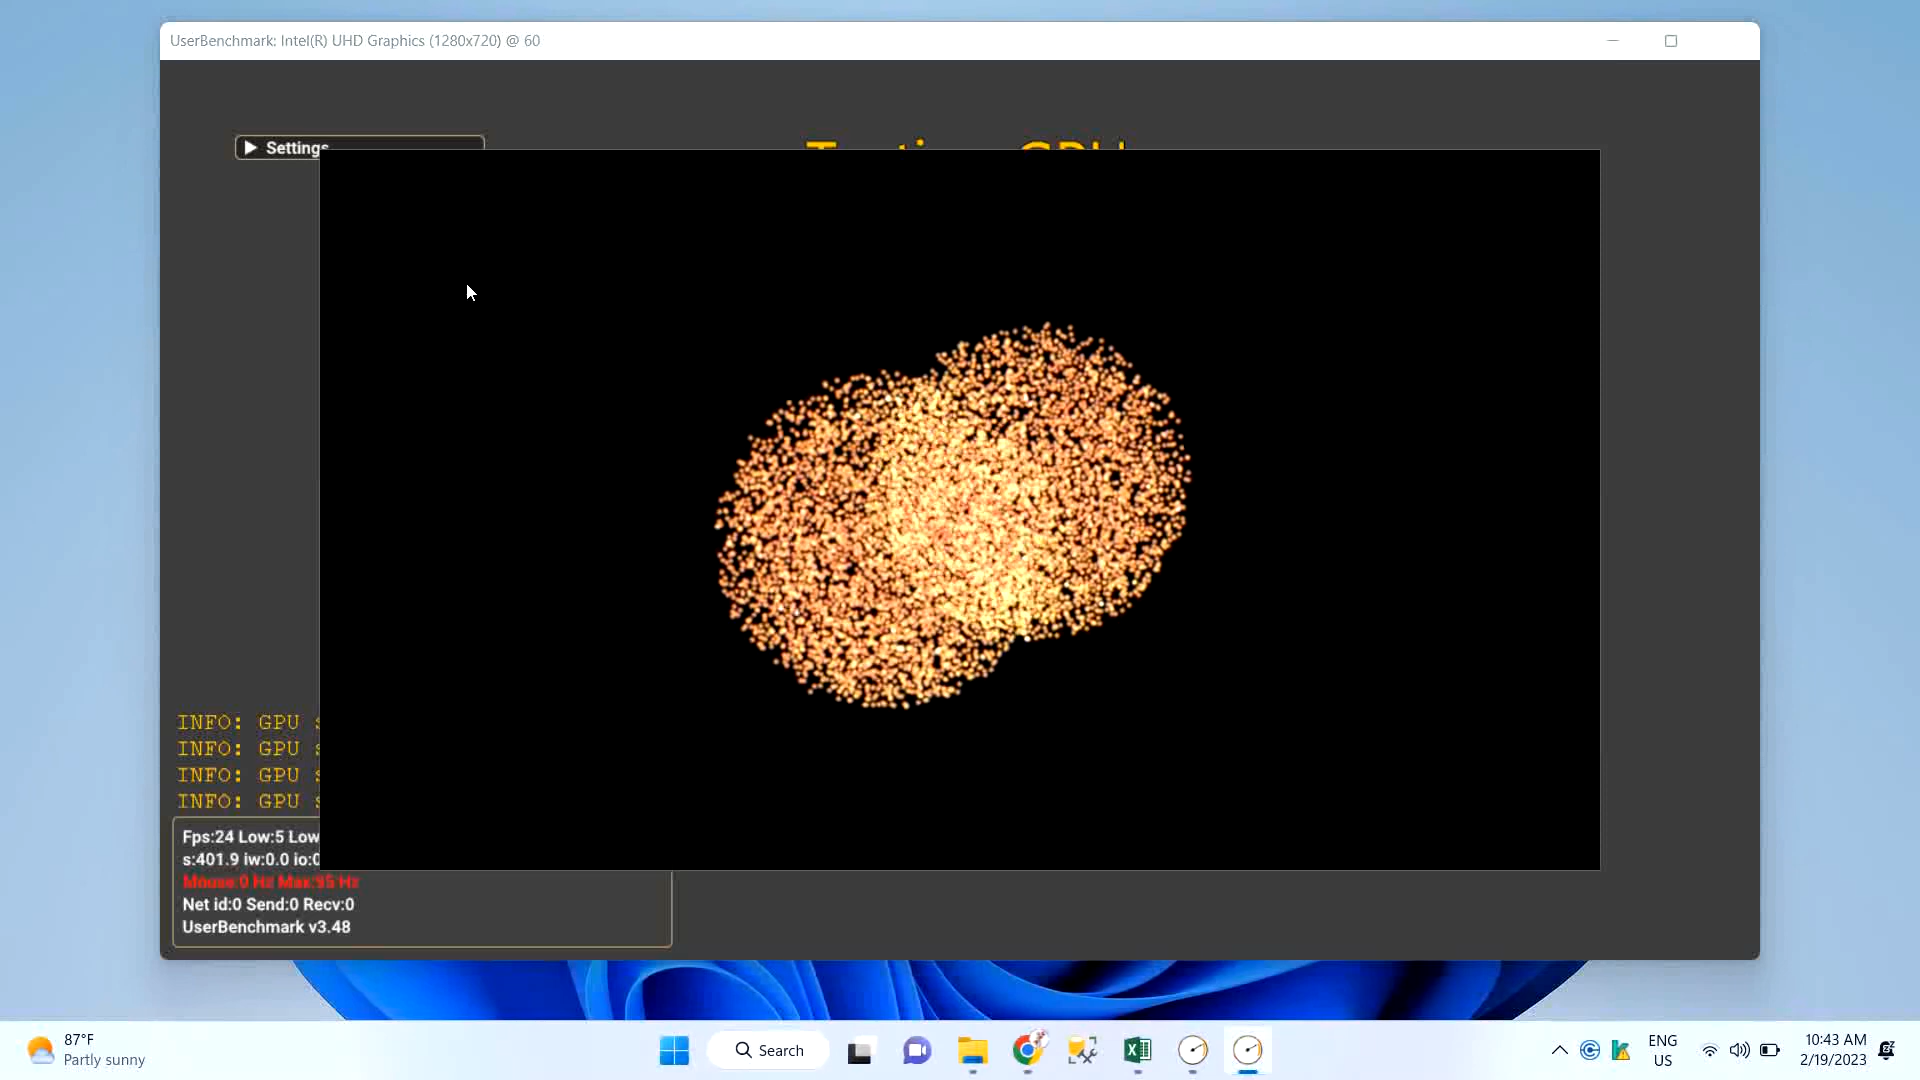 UserBenchmark: Intel(R) UHD Graphics (1280x720) @ 60
Settings
INFO: GPU
INFO: GPU
INFO: GPU
INFO: GPU
Fps:24 Low:5 Low
s:401.9 iw:0.0 io:0
Mouse:0 Hz Max:95 Hz
Net id:0 Send:0 Recv:0
UserBenchmark v3.48
87°F
Partly sunny
Search
ENG
US
10:43 AM
2/19/2023